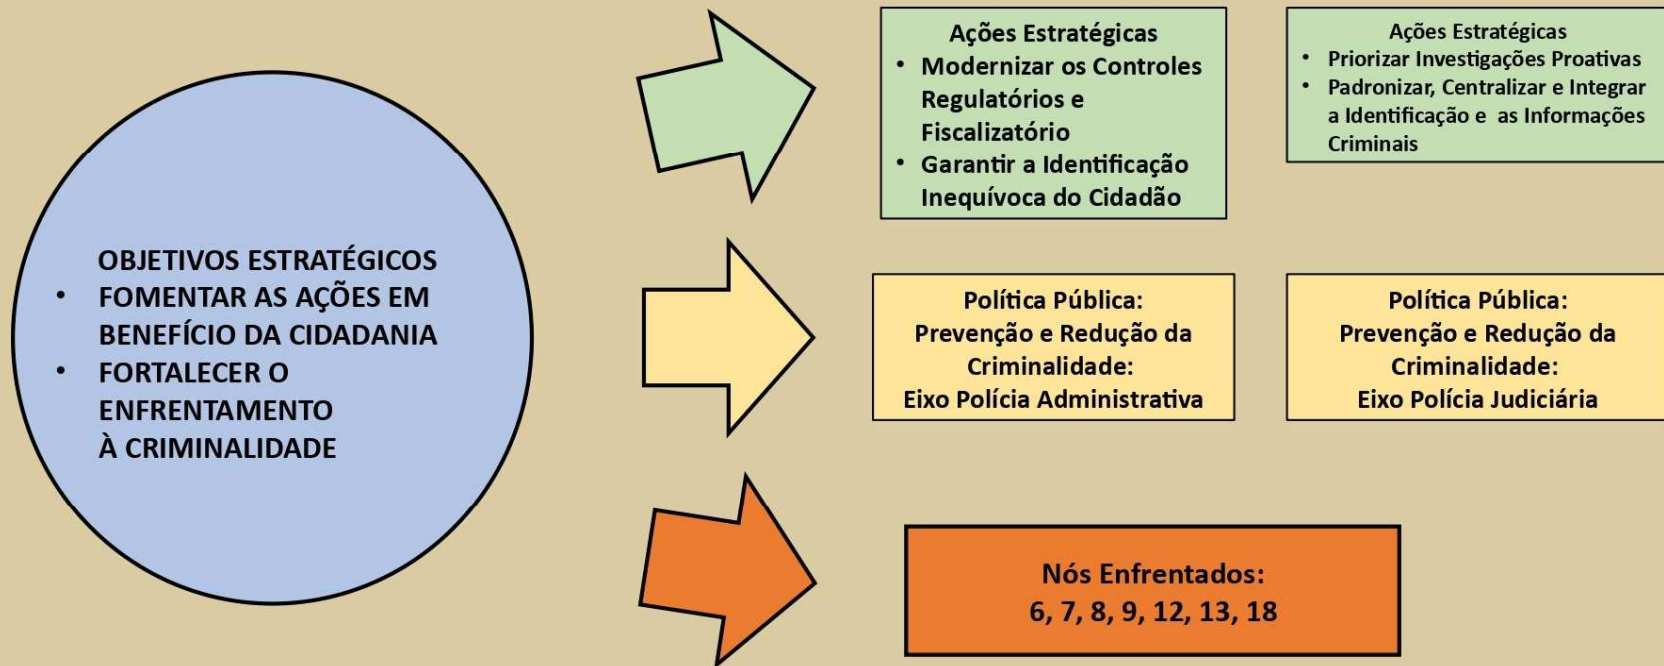 OBJETIVOS ESTRATÉGICOS
• FOMENTAR AS AÇÕES EM
BENEFÍCIO DA CIDADANIA
• FORTALECER O
ENFRENTAMENTO
À CRIMINALIDADE
Ações Estratégicas
• Modernizar os Controles
Regulatórios e
Fiscalizatório
• Garantir a Identificação
Inequívoca do Cidadão
Ações Estratégicas
• Priorizar Investigações Proativas
• Padronizar, Centralizar e Integrar
a Identificação e as Informações
Criminais
Política Pública:
Prevenção e Redução da
Criminalidade:
Eixo Polícia Administrativa
Política Pública:
Prevenção e Redução da
Criminalidade:
Eixo Polícia Judiciária
Nós Enfrentados:
6, 7, 8, 9, 12, 13, 18